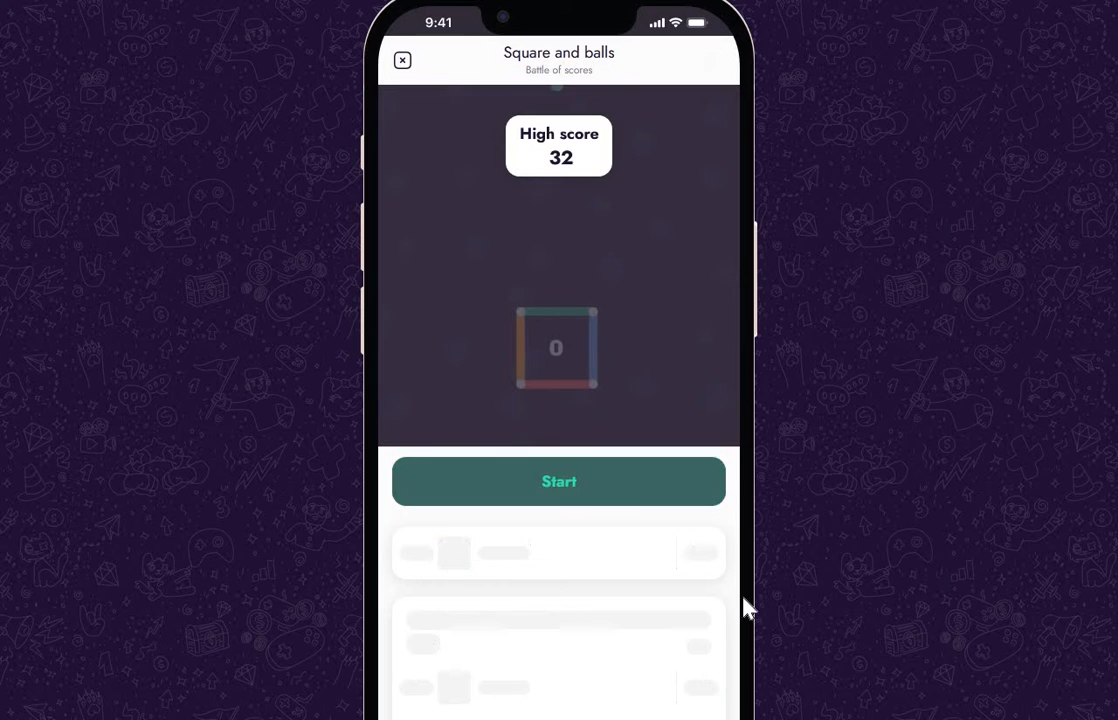 9:41
Square and balls
Battle of scores
High score
32
0
Start